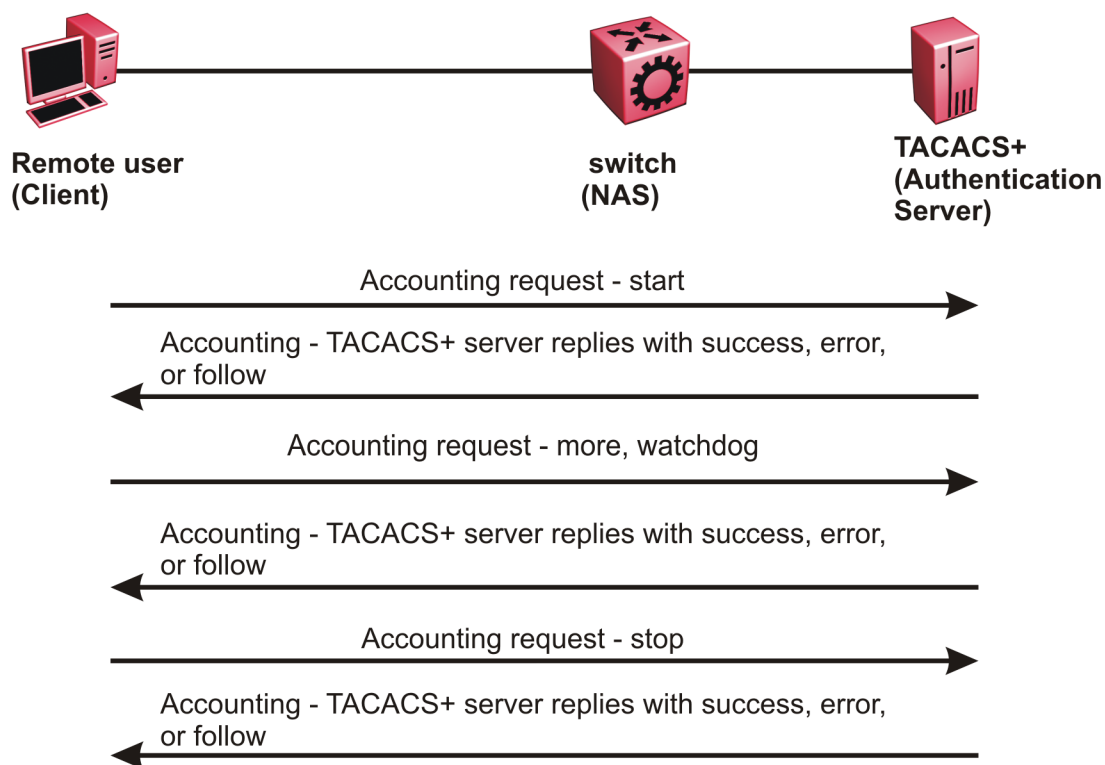 Remote user
(Client)
switch
(NAS)
TACACS+
(Authentication
Server)
Accounting request - start
Accounting - TACACS+ server replies with success, error,
or follow
Accounting request - more, watchdog
Accounting - TACACS+ server replies with success, error,
or follow
Accounting request - stop
Accounting - TACACS+ server replies with success, error,
or follow